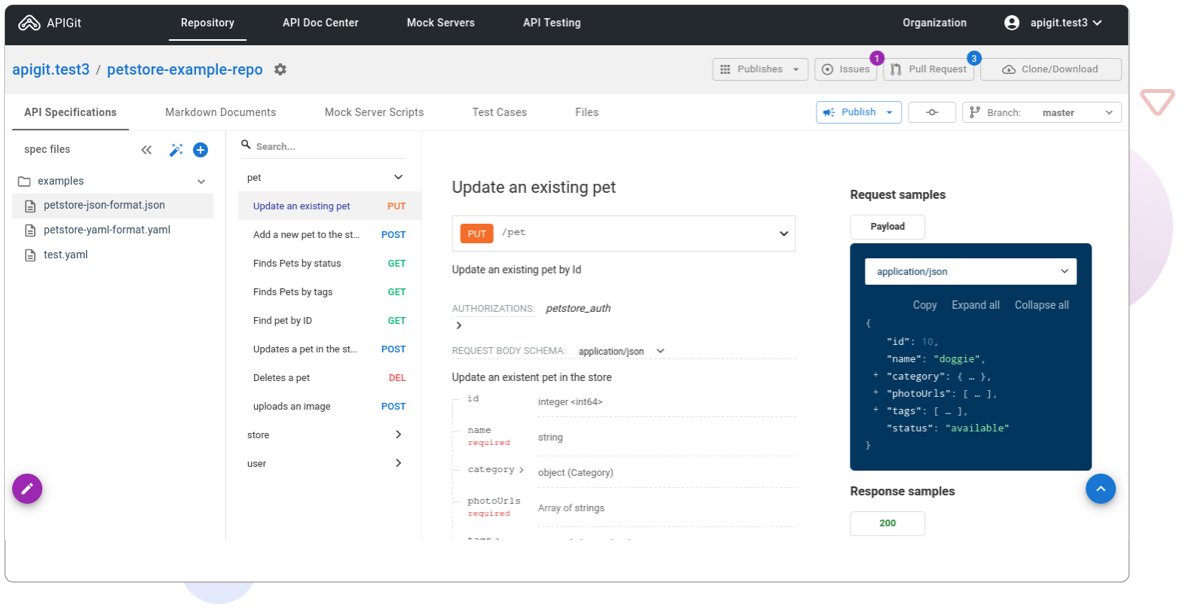 APIGit
Repository
API Doc Center
Mock Servers
API Testing
Organization
apigit.test3
apigit.test3 / petstore-example-repo
Publishes
Issues
1
Pull Request
3
Clone/Download
API Specifications
Markdown Documents
Mock Server Scripts
Test Cases
Files
Publish
Branch: master
spec files
examples
petstore-json-format.json
petstore-yaml-format.yaml
test.yaml
Search...
pet
Update an existing pet PUT
Add a new pet to the st... POST
Finds Pets by status GET
Finds Pets by tags GET
Find pet by ID GET
Updates a pet in the st... POST
Deletes a pet DEL
uploads an image POST
store
user
Update an existing pet
PUT /pet
Update an existing pet by Id
AUTHORIZATIONS: petstore_auth
REQUEST BODY SCHEMA: application/json
Update an existent pet in the store
id integer <int64>
name string
required
category object (Category)
photoUrls Array of strings
required
Request samples
Payload
application/json
Copy Expand all Collapse all
{
"id": 10,
"name": "doggie",
+ "category": { … },
+ "photoUrls": [ … ],
+ "tags": [ … ],
"status": "available"
}
Response samples
200